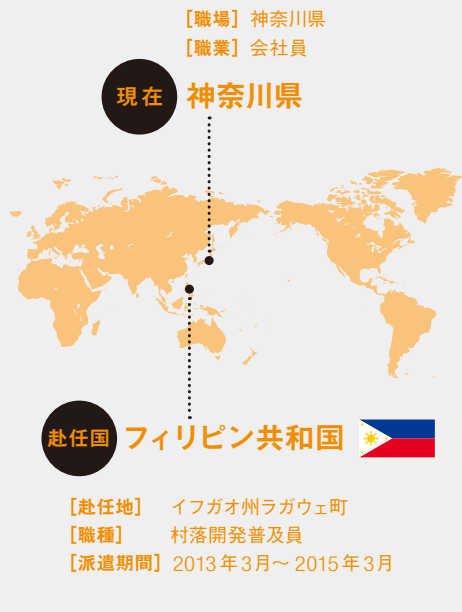 [職場] 神奈川県
[職業] 会社員
現在 神奈川県
赴任国 フィリピン共和国
[赴任地] イフガオ州ラガウェ町
[職種] 村落開発普及員
[派遣期間] 2013年3月〜2015年3月